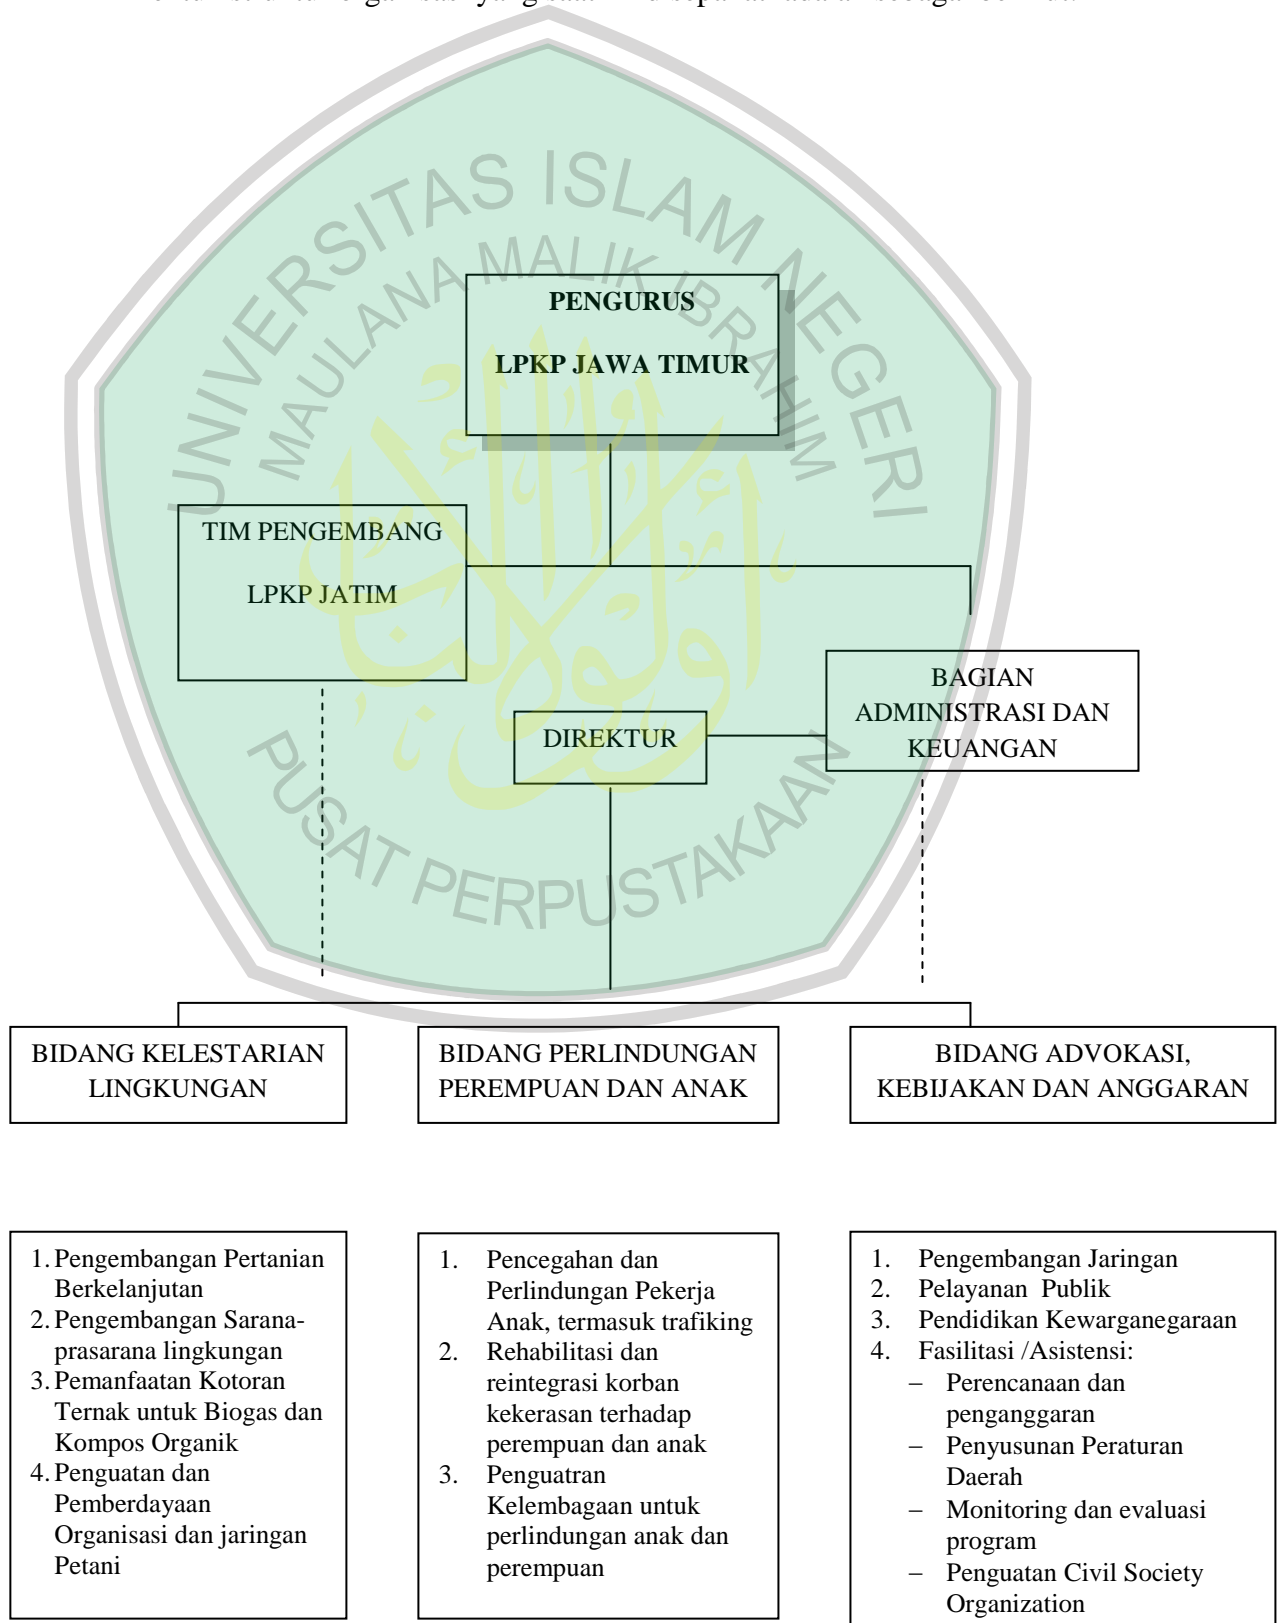 UNIVERSITAS ISLAM NEGERI
MAULANA MALIK IBRAHIM
PENGURUS
LPKP JAWA TIMUR
TIM PENGEMBANG
LPKP JATIM
BAGIAN
ADMINISTRASI DAN
KEUANGAN
DIREKTUR
PUSAT PERPUSTAKAAN
BIDANG KELESTARIAN
LINGKUNGAN
BIDANG PERLINDUNGAN
PEREMPUAN DAN ANAK
BIDANG ADVOKASI,
KEBIJAKAN DAN ANGGARAN
1. Pengembangan Pertanian
Berkelanjutan
2. Pengembangan Sarana-
prasarana lingkungan
3. Pemanfaatan Kotoran
Ternak untuk Biogas dan
Kompos Organik
4. Penguatan dan
Pemberdayaan
Organisasi dan jaringan
Petani
1. Pencegahan dan
Perlindungan Pekerja
Anak, termasuk trafiking
2. Rehabilitasi dan
reintegrasi korban
kekerasan terhadap
perempuan dan anak
3. Penguatran
Kelembagaan untuk
perlindungan anak dan
perempuan
1. Pengembangan Jaringan
2. Pelayanan Publik
3. Pendidikan Kewarganegaraan
4. Fasilitasi /Asistensi:
– Perencanaan dan
penganggaran
– Penyusunan Peraturan
Daerah
– Monitoring dan evaluasi
program
– Penguatan Civil Society
Organization